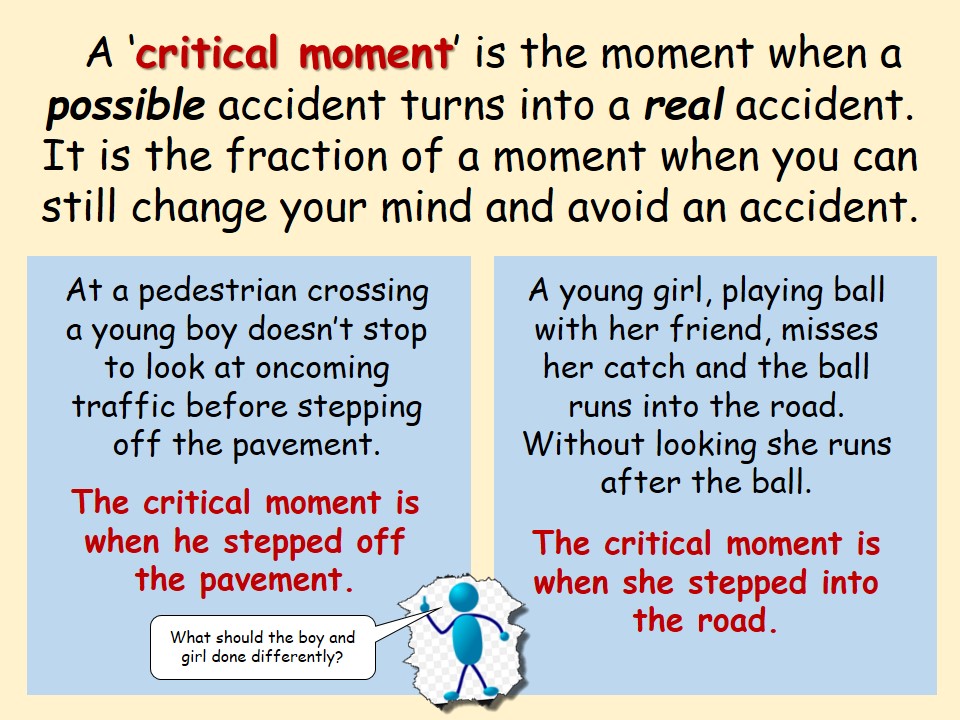 A ‘critical moment’ is the moment when a
possible accident turns into a real accident.
It is the fraction of a moment when you can
still change your mind and avoid an accident.
At a pedestrian crossing
a young boy doesn’t stop
to look at oncoming
traffic before stepping
off the pavement.
The critical moment is
when he stepped off
the pavement.
What should the boy and
girl done differently?
A young girl, playing ball
with her friend, misses
her catch and the ball
runs into the road.
Without looking she runs
after the ball.
The critical moment is
when she stepped into
the road.